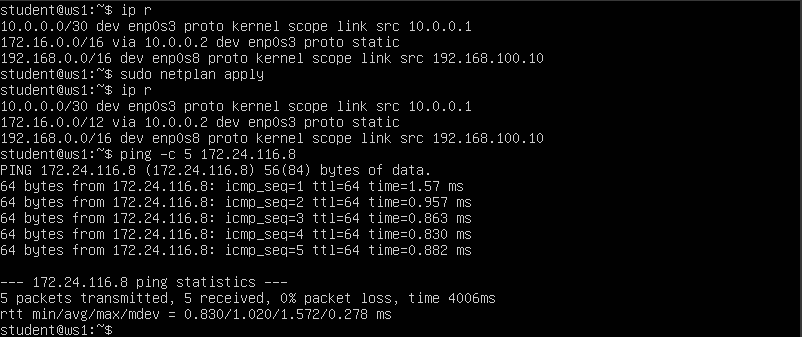 student@ws1:~$ ip r
10.0.0.0/30 dev enp0s3 proto kernel scope link src 10.0.0.1
172.16.0.0/16 via 10.0.0.2 dev enp0s3 proto static
192.168.0.0/16 dev enp0s8 proto kernel scope link src 192.168.100.10
student@ws1:~$ sudo netplan apply
student@ws1:~$ ip r
10.0.0.0/30 dev enp0s3 proto kernel scope link src 10.0.0.1
172.16.0.0/12 via 10.0.0.2 dev enp0s3 proto static
192.168.0.0/16 dev enp0s8 proto kernel scope link src 192.168.100.10
student@ws1:~$ ping -c 5 172.24.116.8
PING 172.24.116.8 (172.24.116.8) 56(84) bytes of data.
64 bytes from 172.24.116.8: icmp_seq=1 ttl=64 time=1.57 ms
64 bytes from 172.24.116.8: icmp_seq=2 ttl=64 time=0.957 ms
64 bytes from 172.24.116.8: icmp_seq=3 ttl=64 time=0.863 ms
64 bytes from 172.24.116.8: icmp_seq=4 ttl=64 time=0.830 ms
64 bytes from 172.24.116.8: icmp_seq=5 ttl=64 time=0.882 ms
--- 172.24.116.8 ping statistics ---
5 packets transmitted, 5 received, 0% packet loss, time 4006ms
rtt min/avg/max/mdev = 0.830/1.020/1.572/0.278 ms
student@ws1:~$